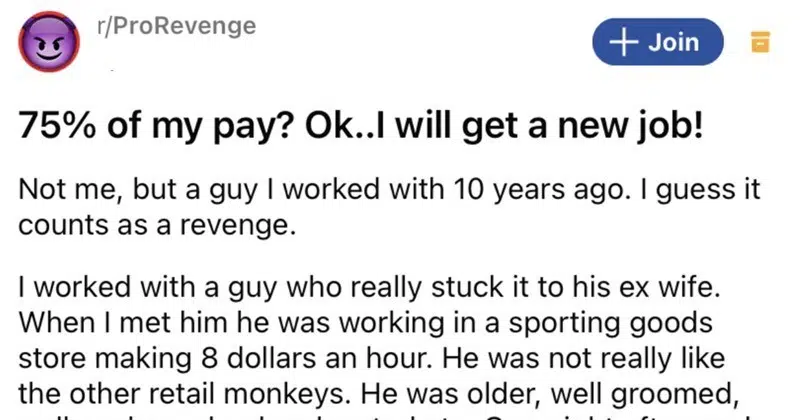 r/ProRevenge
+ Join
75% of my pay? Ok..I will get a new job!
Not me, but a guy I worked with 10 years ago. I guess it
counts as a revenge.
I worked with a guy who really stuck it to his ex wife.
When I met him he was working in a sporting goods
store making 8 dollars an hour. He was not really like
the other retail monkeys. He was older, well groomed,